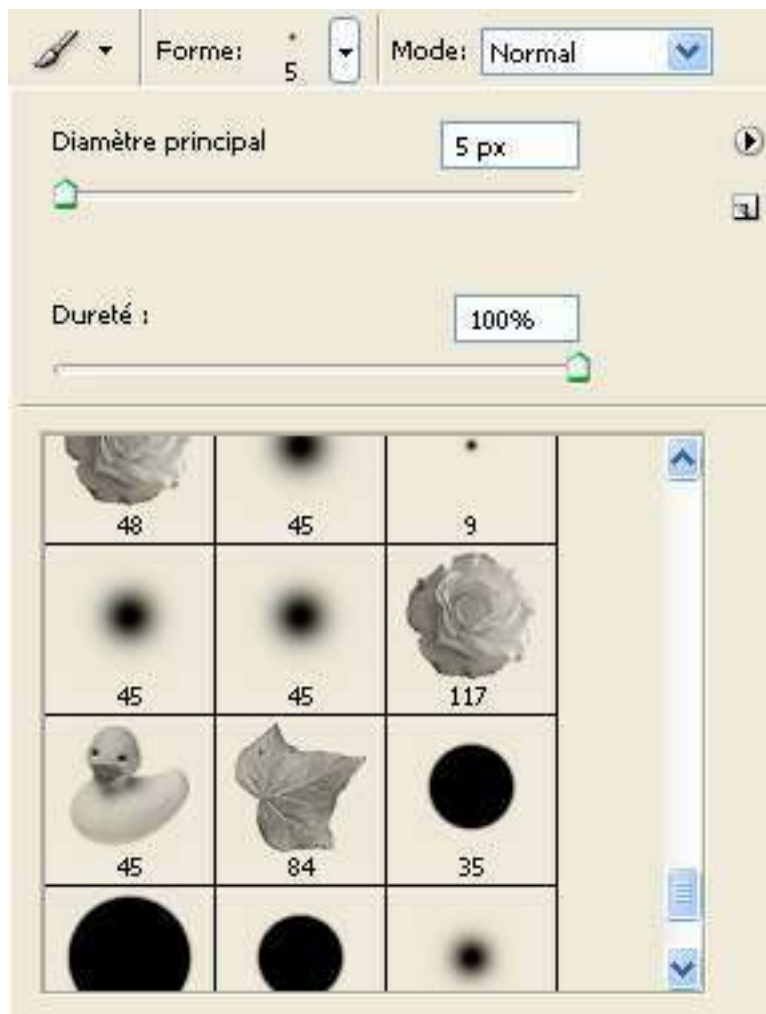 Forme: 5 Mode: Normal
Diamètre principal 5 px
Dureté : 100%
48 45 9
45 45 117
45 84 35